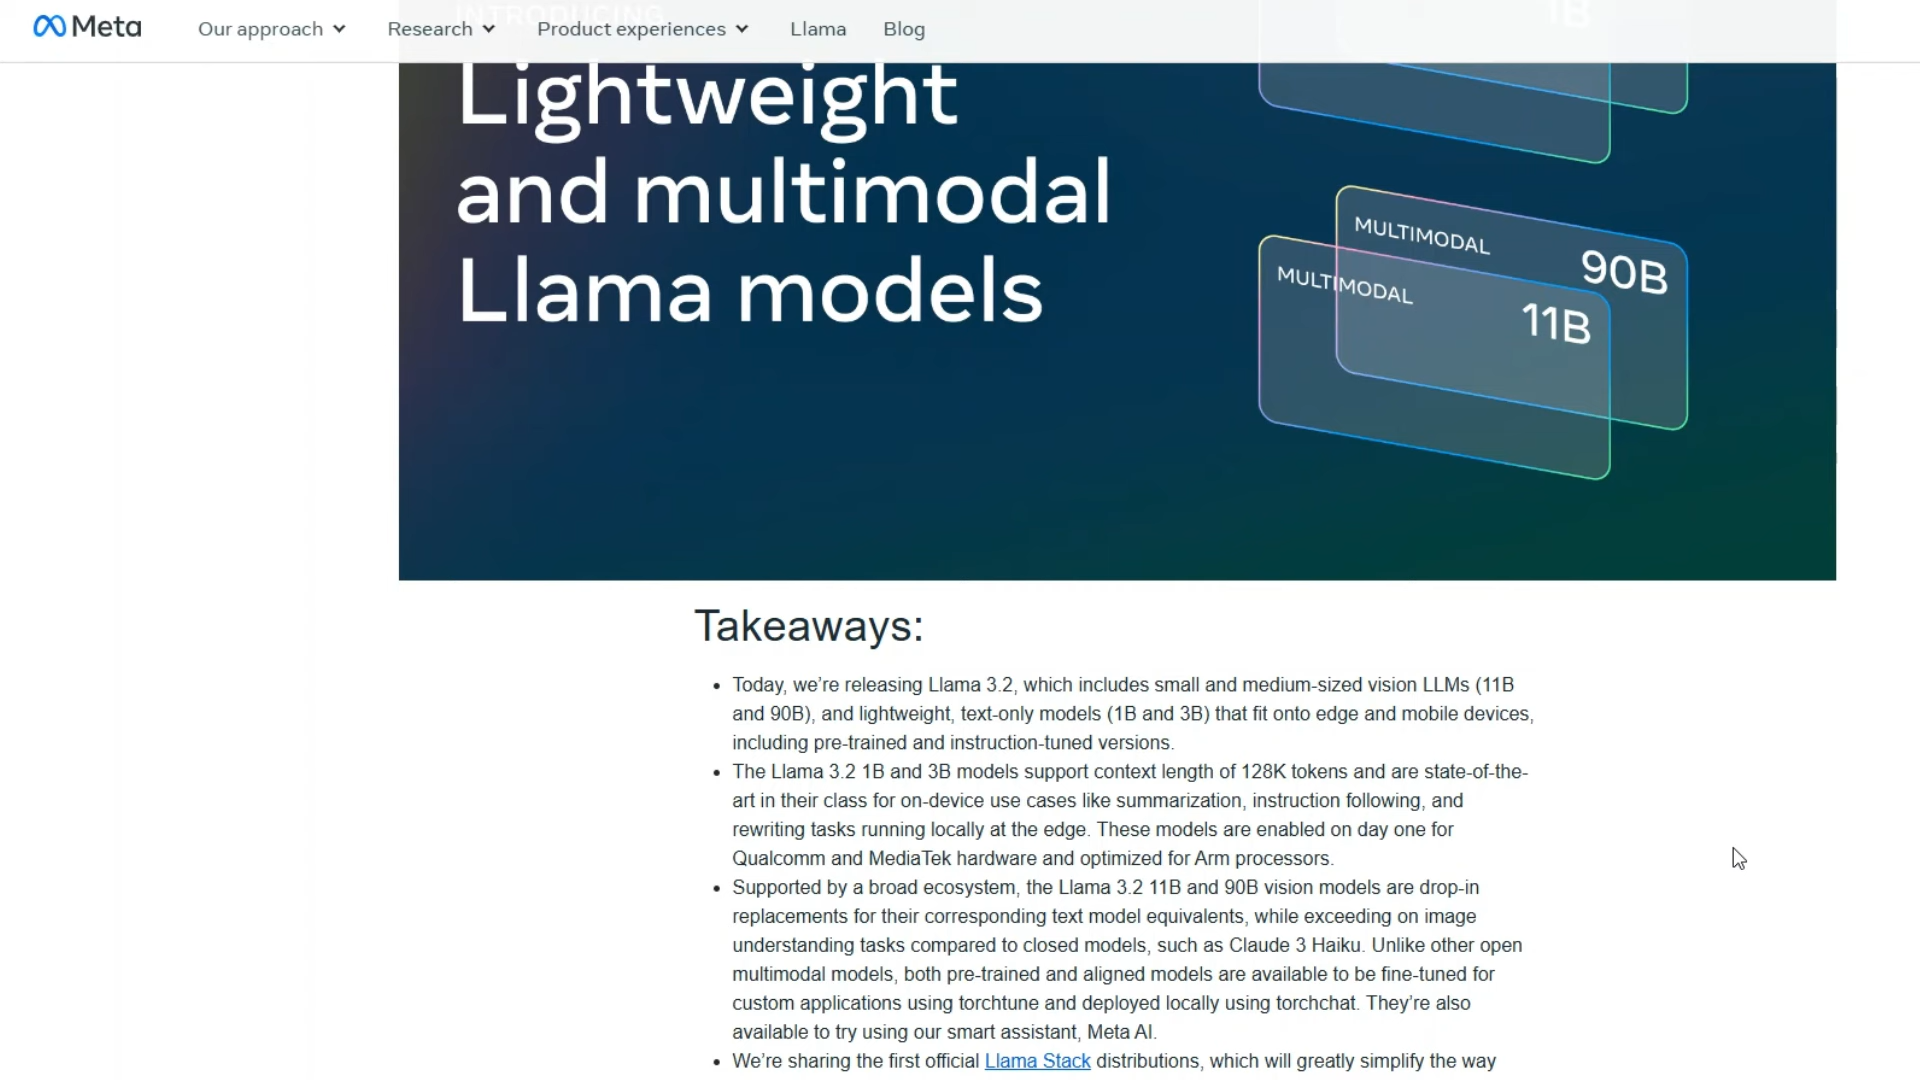 Meta
Our approach
Research
Product experiences
Llama
Blog
INTRODUCING
1B
Lightweight
and multimodal
Llama models
MULTIMODAL
90B
MULTIMODAL
11B
Takeaways:
• Today, we’re releasing Llama 3.2, which includes small and medium-sized vision LLMs (11B
and 90B), and lightweight, text-only models (1B and 3B) that fit onto edge and mobile devices,
including pre-trained and instruction-tuned versions.
• The Llama 3.2 1B and 3B models support context length of 128K tokens and are state-of-the-
art in their class for on-device use cases like summarization, instruction following, and
rewriting tasks running locally at the edge. These models are enabled on day one for
Qualcomm and MediaTek hardware and optimized for Arm processors.
• Supported by a broad ecosystem, the Llama 3.2 11B and 90B vision models are drop-in
replacements for their corresponding text model equivalents, while exceeding on image
understanding tasks compared to closed models, such as Claude 3 Haiku. Unlike other open
multimodal models, both pre-trained and aligned models are available to be fine-tuned for
custom applications using torchtune and deployed locally using torchchat. They’re also
available to try using our smart assistant, Meta AI.
• We’re sharing the first official Llama Stack distributions, which will greatly simplify the way